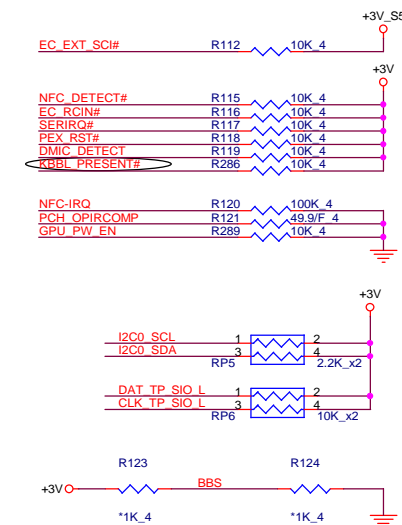 +3V_S5
EC_EXT_SCI# R112 10K_4
+3V
NFC_DETECT# R115 10K_4
EC_RCIN# R116 10K_4
SERIRQ# R117 10K_4
PEX_RST# R118 10K_4
DMIC_DETECT R119 10K_4
KBBL_PRESENT# R286 10K_4
NFC-IRQ R120 100K_4
PCH_OPIRCOMP R121 49.9/F_4
GPU_PW_EN R289 10K_4
+3V
I2C0_SCL 1 2
I2C0_SDA 3 4
RP5 2.2K_x2
DAT_TP_SIO_L 1 2
CLK_TP_SIO_L 3 4
RP6 10K_x2
R123 R124
+3V BBS
*1K_4 *1K_4